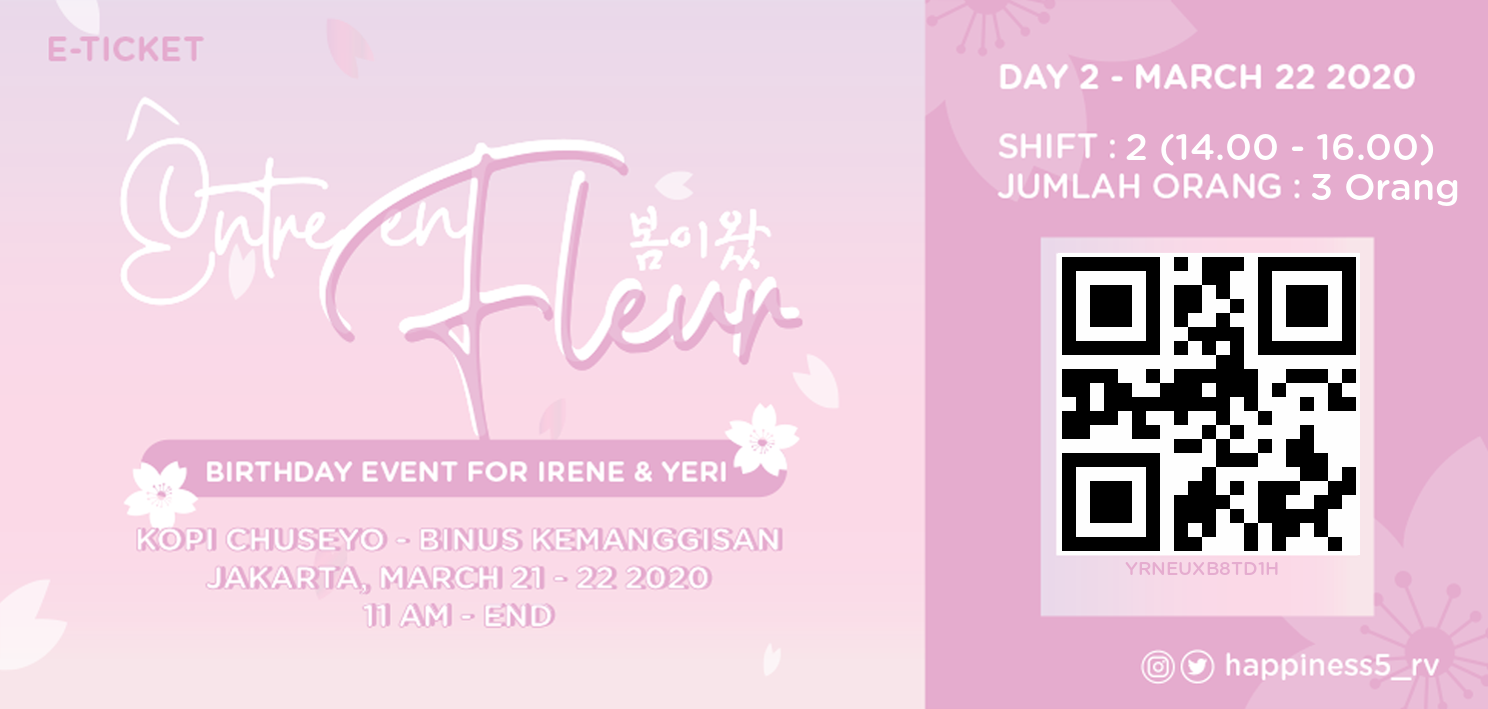 E-TICKET
Êntre en
봄이 왔
Fleur
BIRTHDAY EVENT FOR IRENE & YERI
KOPI CHUSEYO - BINUS KEMANGGISAN
JAKARTA, MARCH 21 - 22 2020
11 AM - END
DAY 2 - MARCH 22 2020
SHIFT : 2 (14.00 - 16.00)
JUMLAH ORANG : 3 Orang
YRNEUXB8TD1H
happiness5_rv